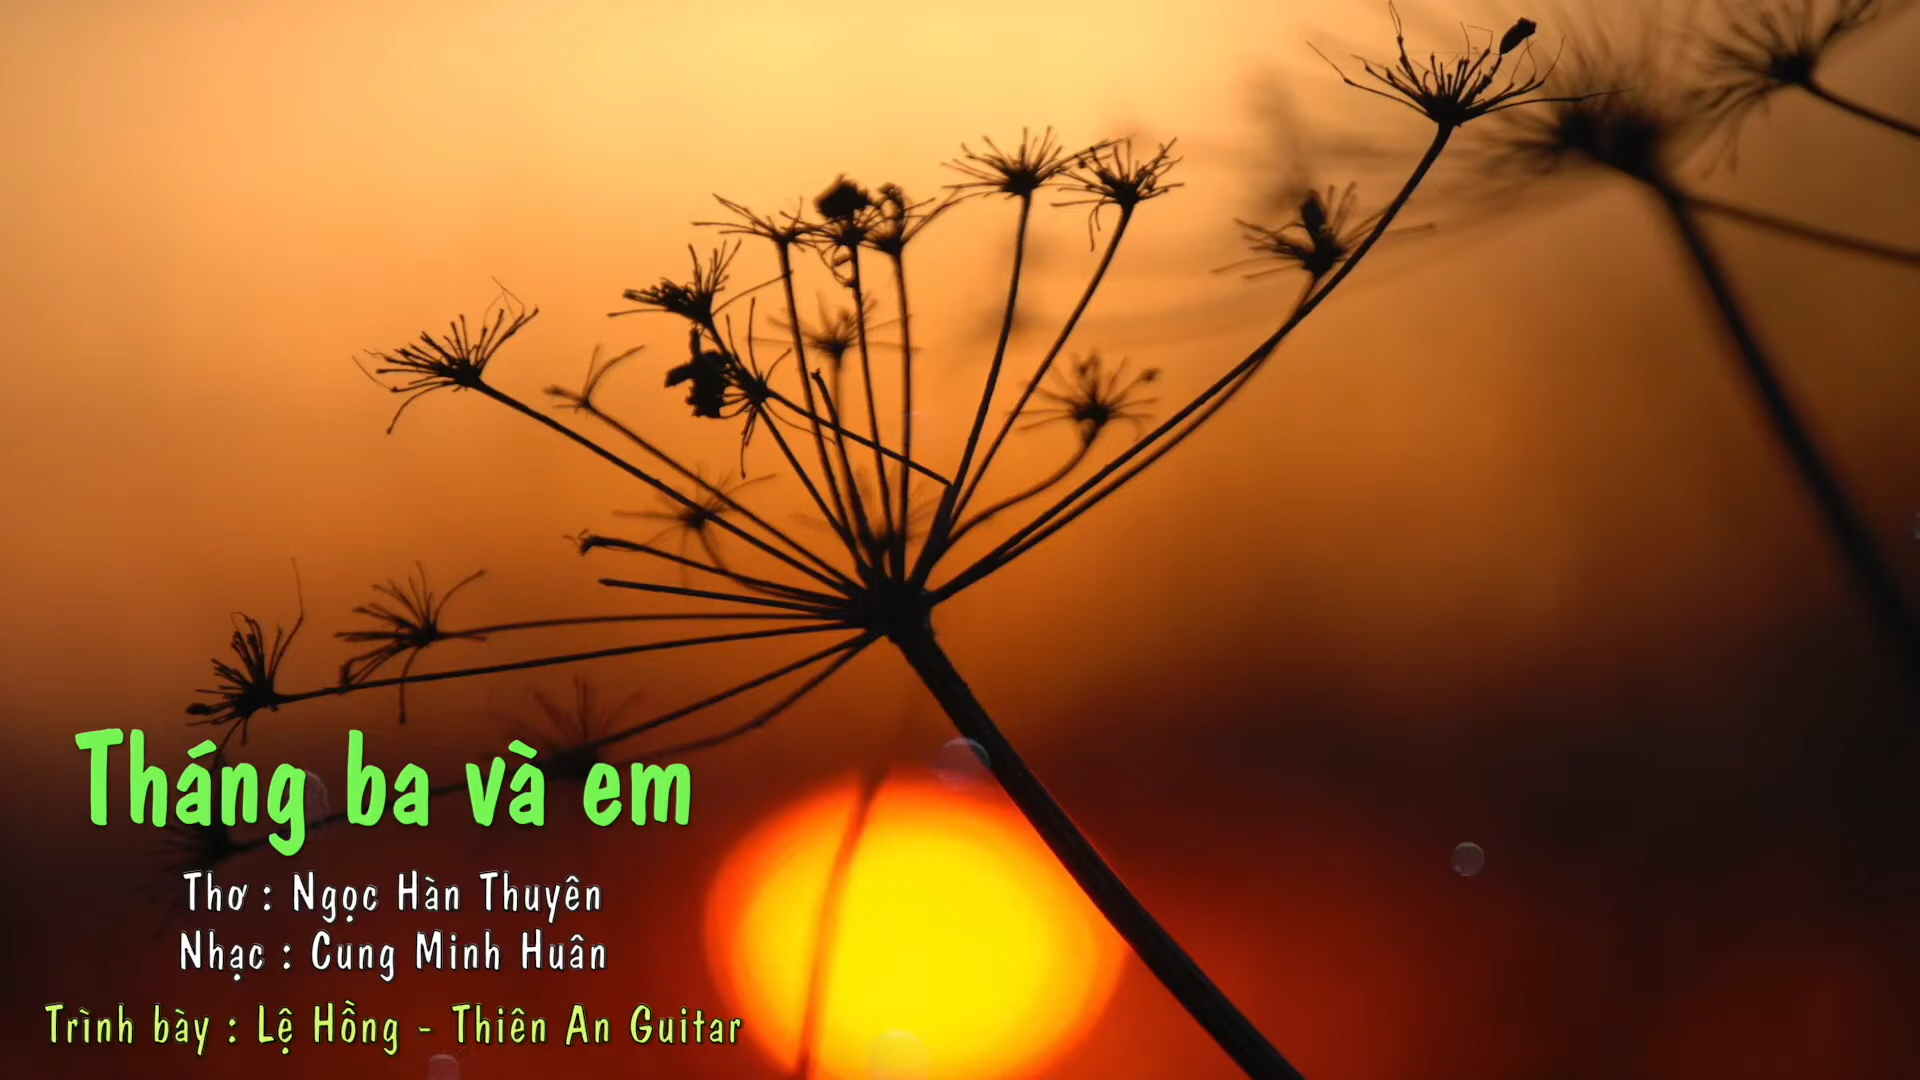 Tháng ba và em
Thơ : Ngọc Hàn Thuyên
Nhạc : Cung Minh Huân
Trình bày : Lệ Hồng - Thiên An Guitar